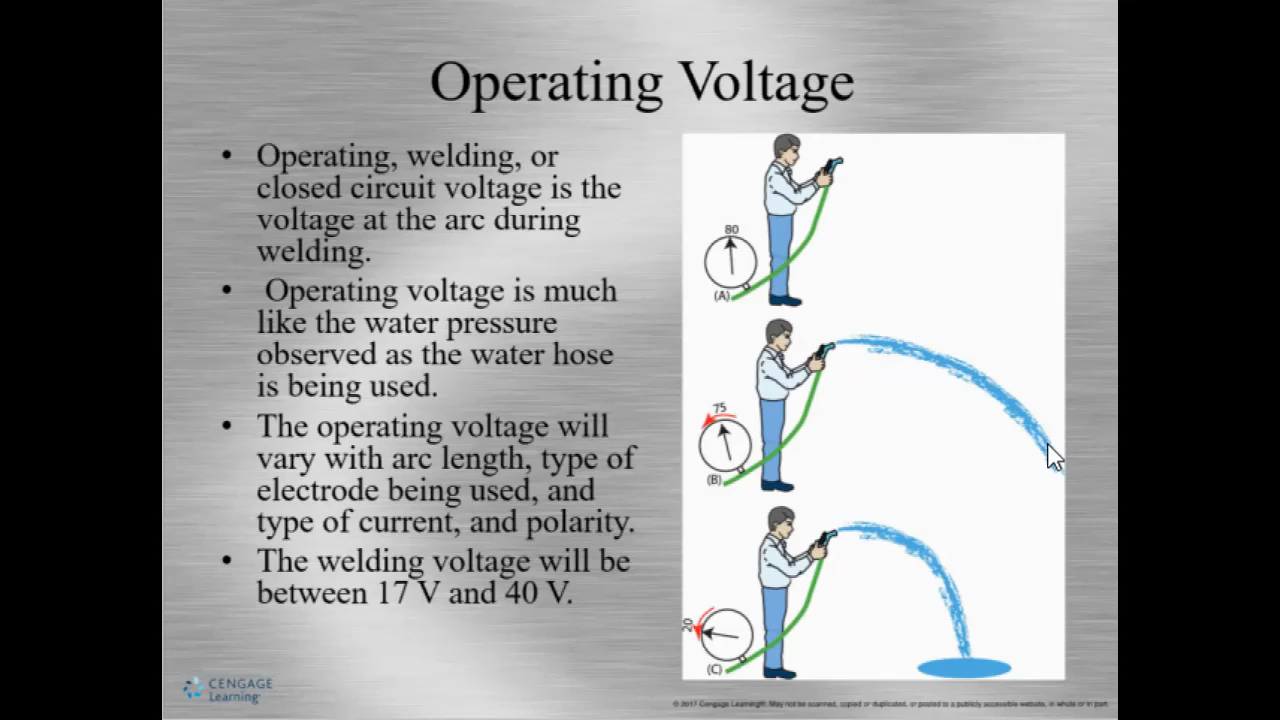 Operating Voltage
• Operating, welding, or
closed circuit voltage is the
voltage at the arc during
welding.
• Operating voltage is much
like the water pressure
observed as the water hose
is being used.
• The operating voltage will
vary with arc length, type of
electrode being used, and
type of current, and polarity.
• The welding voltage will be
between 17 V and 40 V.
80
(A)
75
(B)
20
(C)
CENGAGE
Learning
© 2017 Cengage Learning®. May not be scanned, copied or duplicated, or posted to a publicly accessible website, in whole or in part.